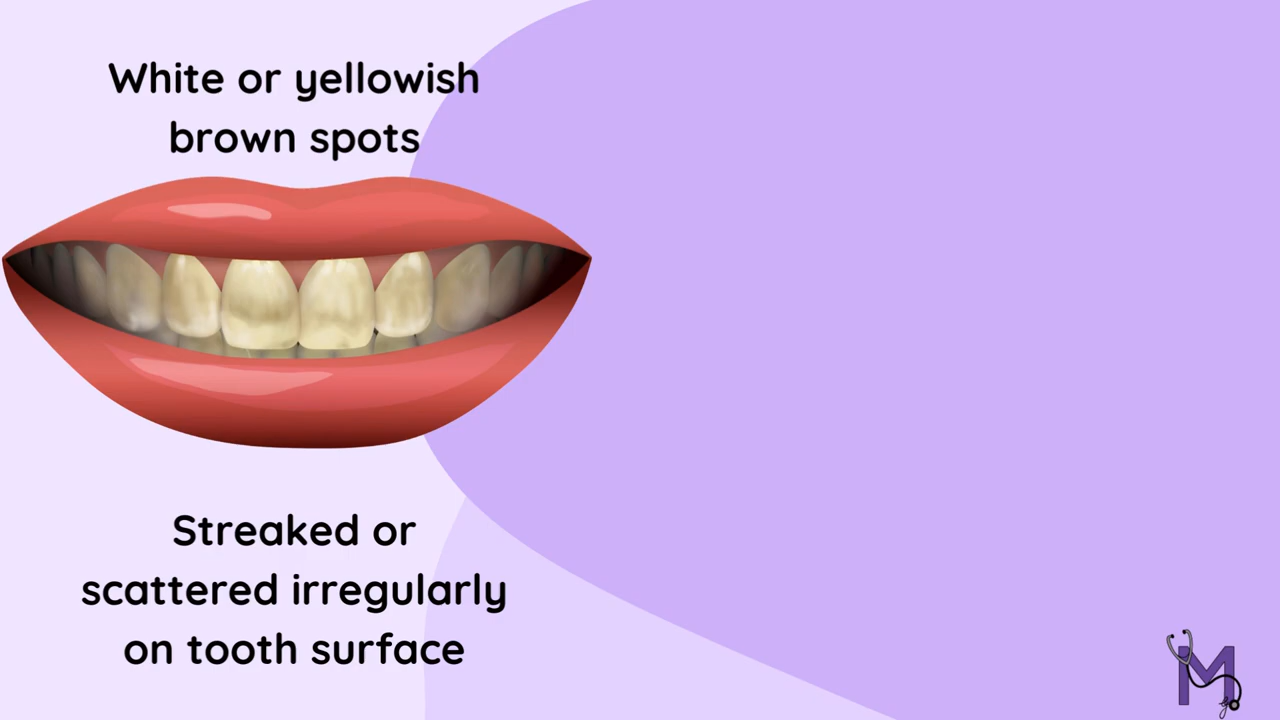 White or yellowish
brown spots
Streaked or
scattered irregularly
on tooth surface
M